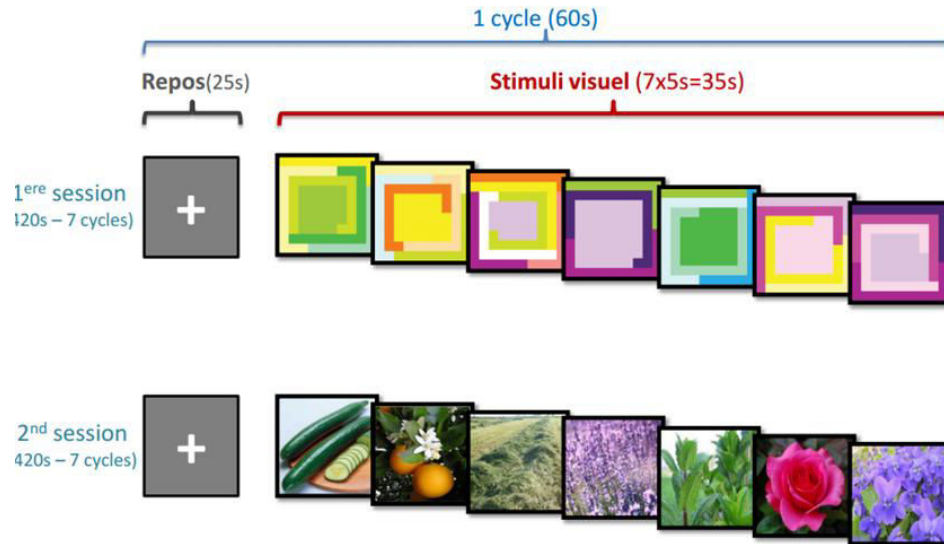 1 cycle (60s)
Repos(25s)
Stimuli visuel (7x5s=35s)
1ere session
420s – 7 cycles)
2nd session
420s – 7 cycles)